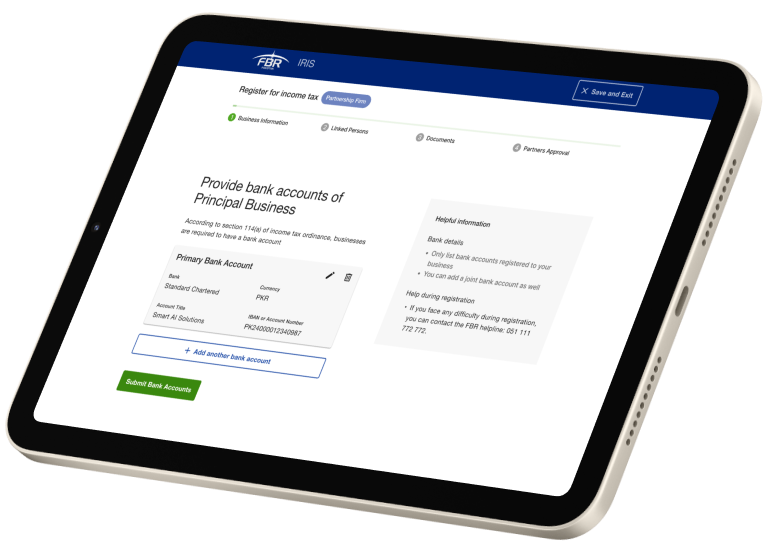 FBR
IRIS
Save and Exit
Register for income tax
Partnership Firm
1 Business Information
2 Linked Persons
3 Documents
4 Partners Approval
Provide bank accounts of
Principal Business
According to section 114(a) of income tax ordinance, businesses
are required to have a bank account
Primary Bank Account
Bank
Standard Chartered
Currency
PKR
Account Title
Smart AI Solutions
IBAN or Account Number
PK24000012340987
+ Add another bank account
Submit Bank Accounts
Helpful information
Bank details
• Only list bank accounts registered to your
business
• You can add a joint bank account as well
Help during registration
• If you face any difficulty during registration,
you can contact the FBR helpline: 051 111
772 772.